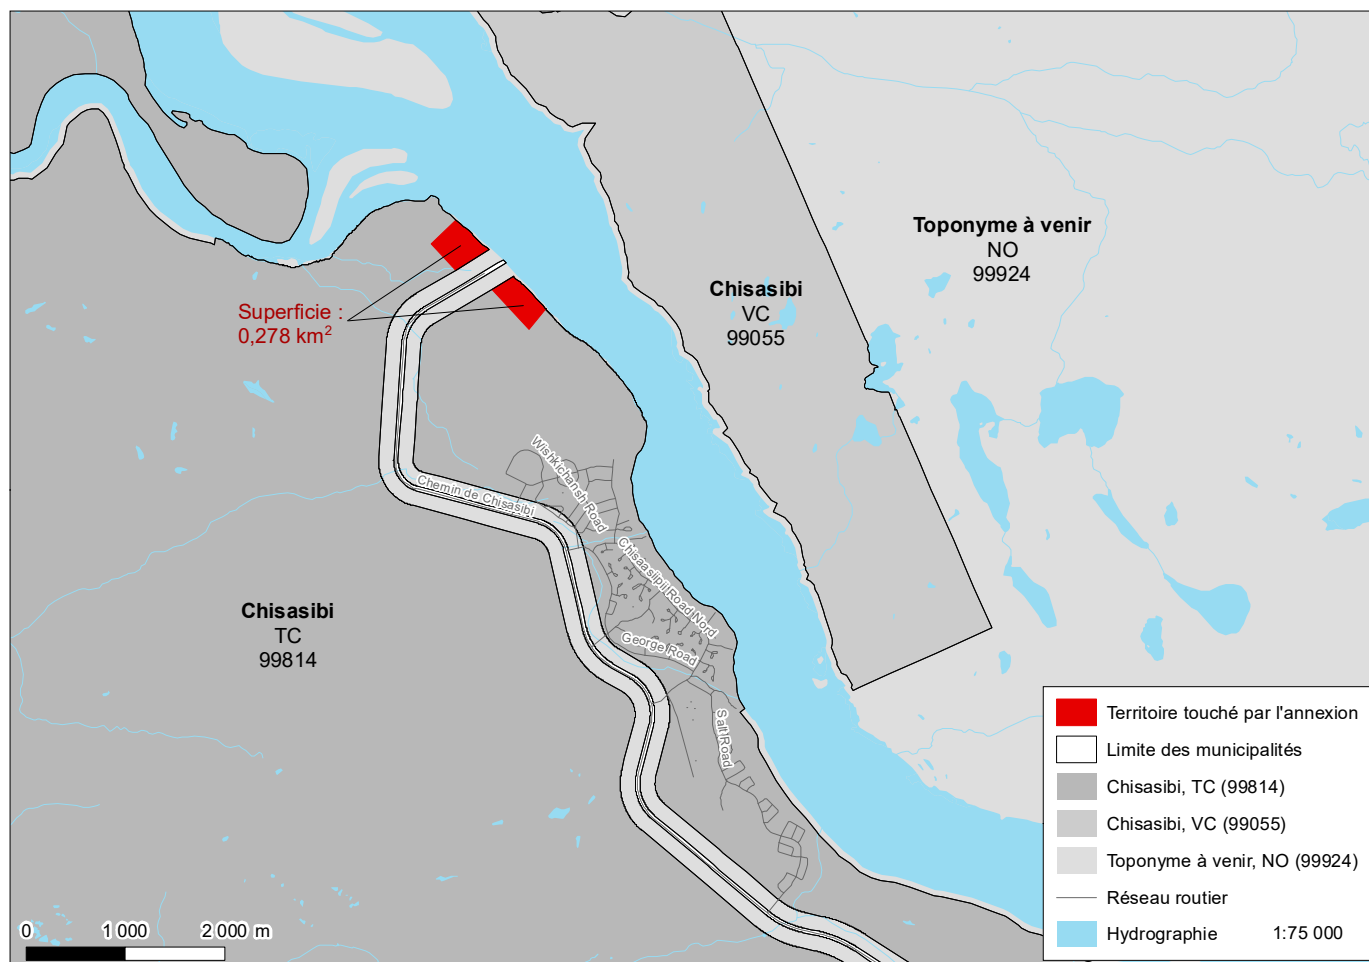 Toponyme à venir
NO
99924
Chisasibi
VC
99055
Superficie :
0,278 km²
Wishkichansh Road
Chemin de Chisasibi
Chisaasiipii Road Nord
George Road
Salt Road
Chisasibi
TC
99814
Territoire touché par l'annexion
Limite des municipalités
Chisasibi, TC (99814)
Chisasibi, VC (99055)
Toponyme à venir, NO (99924)
Réseau routier
Hydrographie 1:75 000
0 1 000 2 000 m